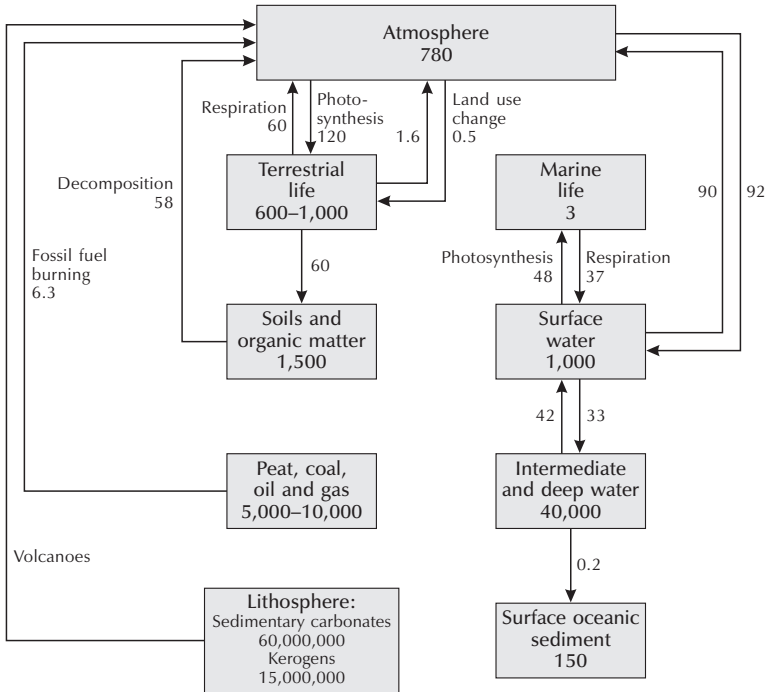 Atmosphere
780
Respiration
60
Photo-
synthesis
120
1.6
Land use
change
0.5
Decomposition
58
Terrestrial
life
600–1,000
Marine
life
3
90
92
Fossil fuel
burning
6.3
60
Photosynthesis
48
Respiration
37
Soils and
organic matter
1,500
Surface
water
1,000
42
33
Peat, coal,
oil and gas
5,000–10,000
Intermediate
and deep water
40,000
Volcanoes
0.2
Lithosphere:
Sedimentary carbonates
60,000,000
Kerogens
15,000,000
Surface oceanic
sediment
150